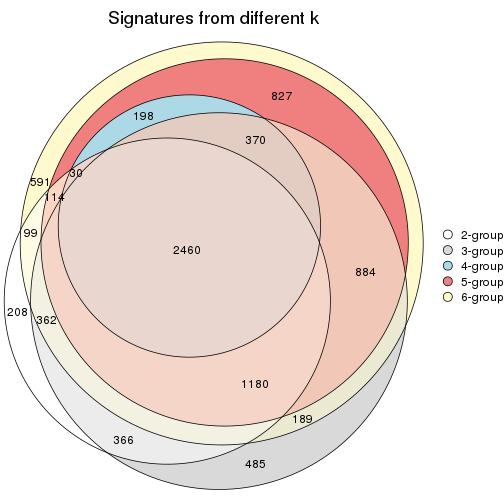 Signatures from different k
827
198
370
591
30
114
99
2460
884
208
362
1180
189
366
485
2-group
3-group
4-group
5-group
6-group